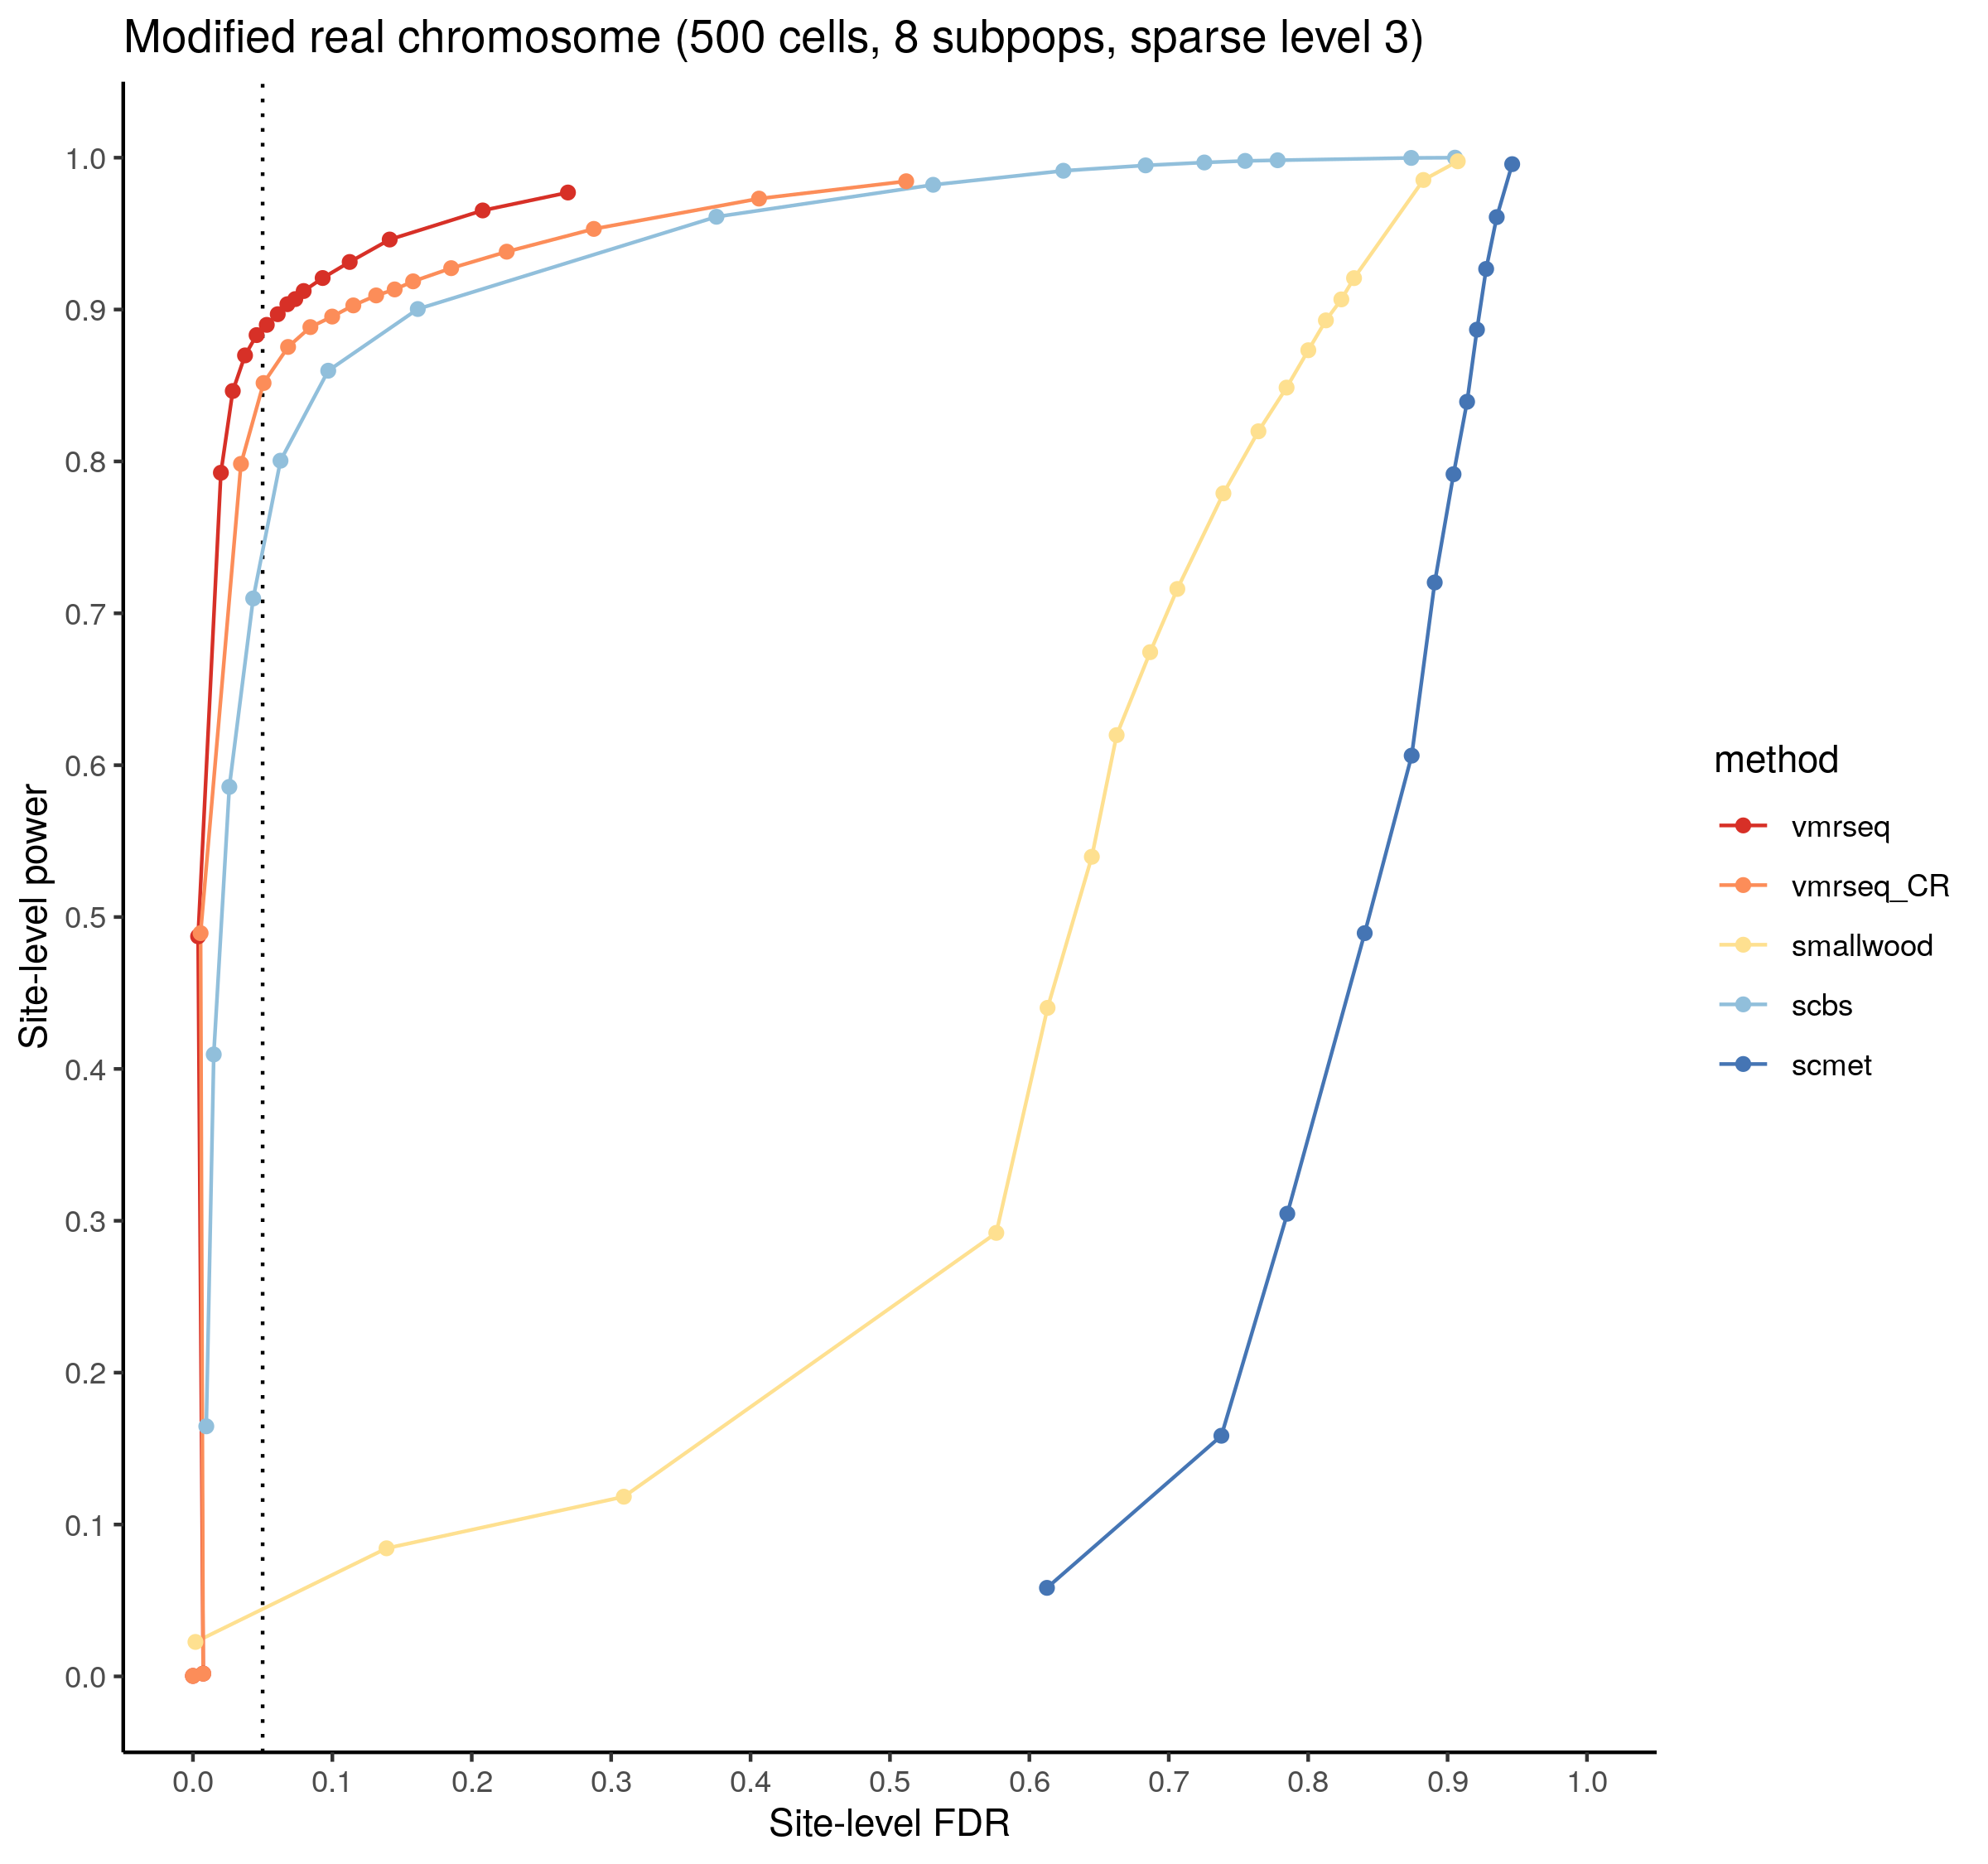 Modified real chromosome (500 cells, 8 subpops, sparse level 3)
Site-level power
1.0
0.9
0.8
0.7
0.6
0.5
0.4
0.3
0.2
0.1
0.0
0.0 0.1 0.2 0.3 0.4 0.5 0.6 0.7 0.8 0.9 1.0
Site-level FDR
method
vmrseq
vmrseq_CR
smallwood
scbs
scmet